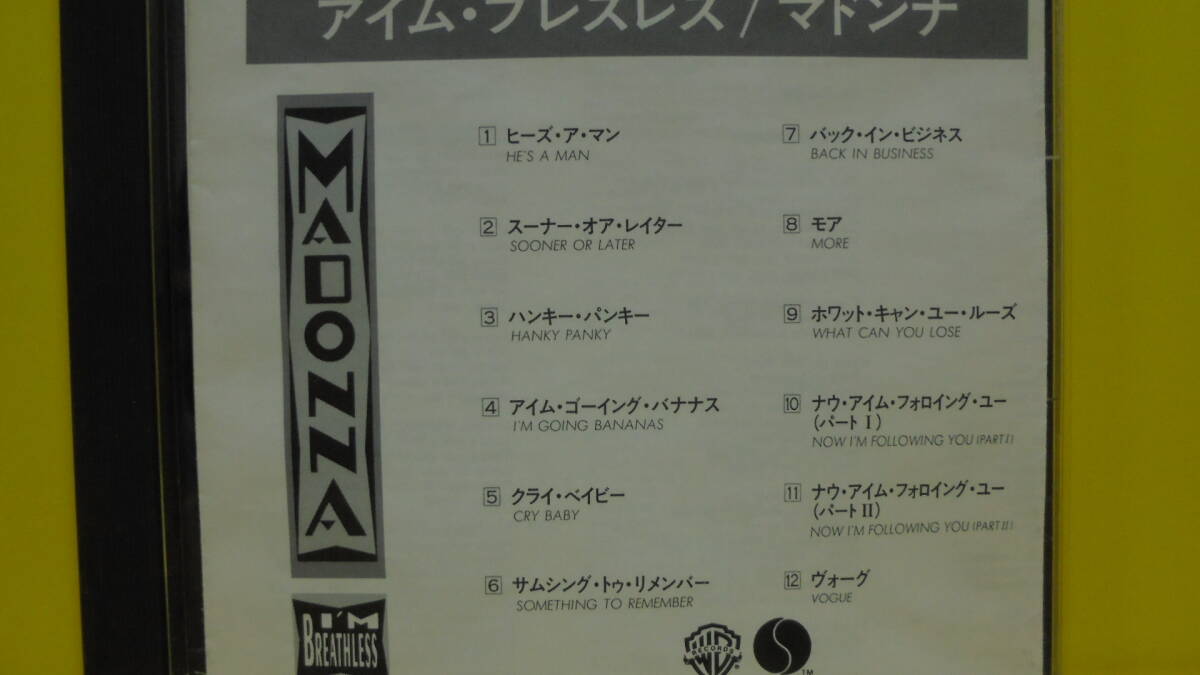 アイム・ブレスレス/マドンナ
MADONNA
I'M
BREATHLESS
1 ヒーズ・ア・マン
HE'S A MAN
2 スーナー・オア・レイター
SOONER OR LATER
3 ハンキー・パンキー
HANKY PANKY
4 アイム・ゴーイング・バナナス
I'M GOING BANANAS
5 クライ・ベイビー
CRY BABY
6 サムシング・トゥ・リメンバー
SOMETHING TO REMEMBER
7 バック・イン・ビジネス
BACK IN BUSINESS
8 モア
MORE
9 ホワット・キャン・ユー・ルーズ
WHAT CAN YOU LOSE
10 ナウ・アイム・フォロイング・ユー
(パート I)
NOW I'M FOLLOWING YOU (PART I)
11 ナウ・アイム・フォロイング・ユー
(パート II)
NOW I'M FOLLOWING YOU (PART II)
12 ヴォーグ
VOGUE
WB RECORDS ®
TM